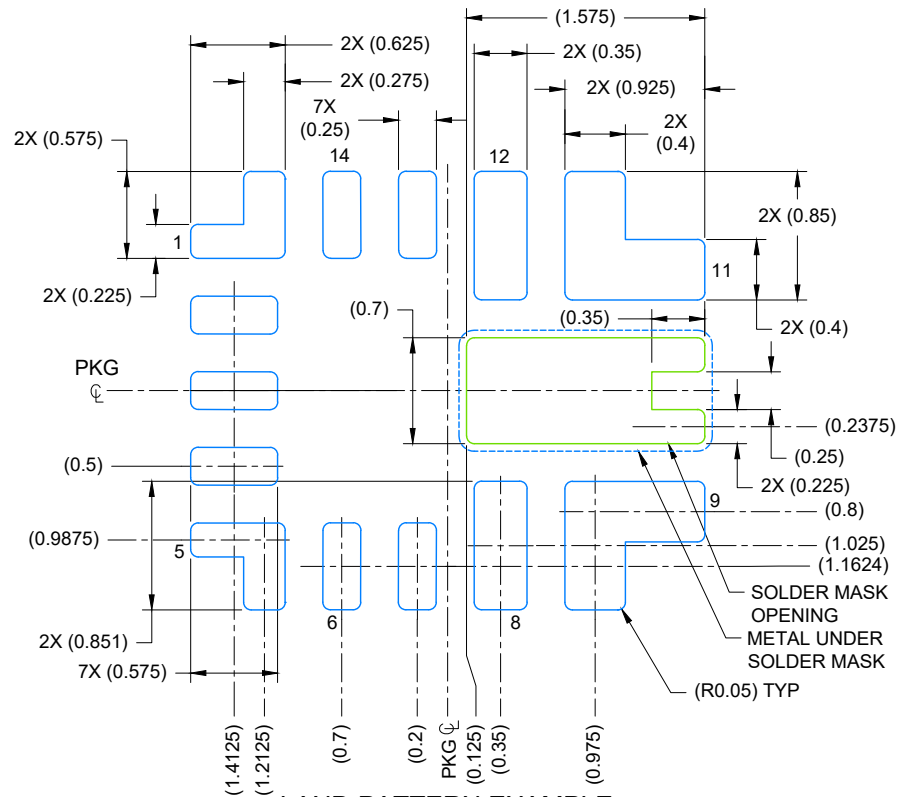 (1.575)
2X (0.625)
2X (0.35)
2X (0.275)
2X (0.925)
7X
(0.25)
2X
(0.4)
2X (0.575)
14
12
2X (0.85)
1
11
2X (0.225)
(0.7)
(0.35)
2X (0.4)
PKG
℄
(0.2375)
(0.25)
(0.5)
2X (0.225)
9
(0.8)
(0.9875)
5
(1.025)
(1.1624)
SOLDER MASK
OPENING
6
8
2X (0.851)
METAL UNDER
SOLDER MASK
7X (0.575)
(R0.05) TYP
(1.4125)
(1.2125)
(0.7)
(0.2)
PKG ℄
(0.125)
(0.35)
(0.975)
LAND PATTERN EXAMPLE